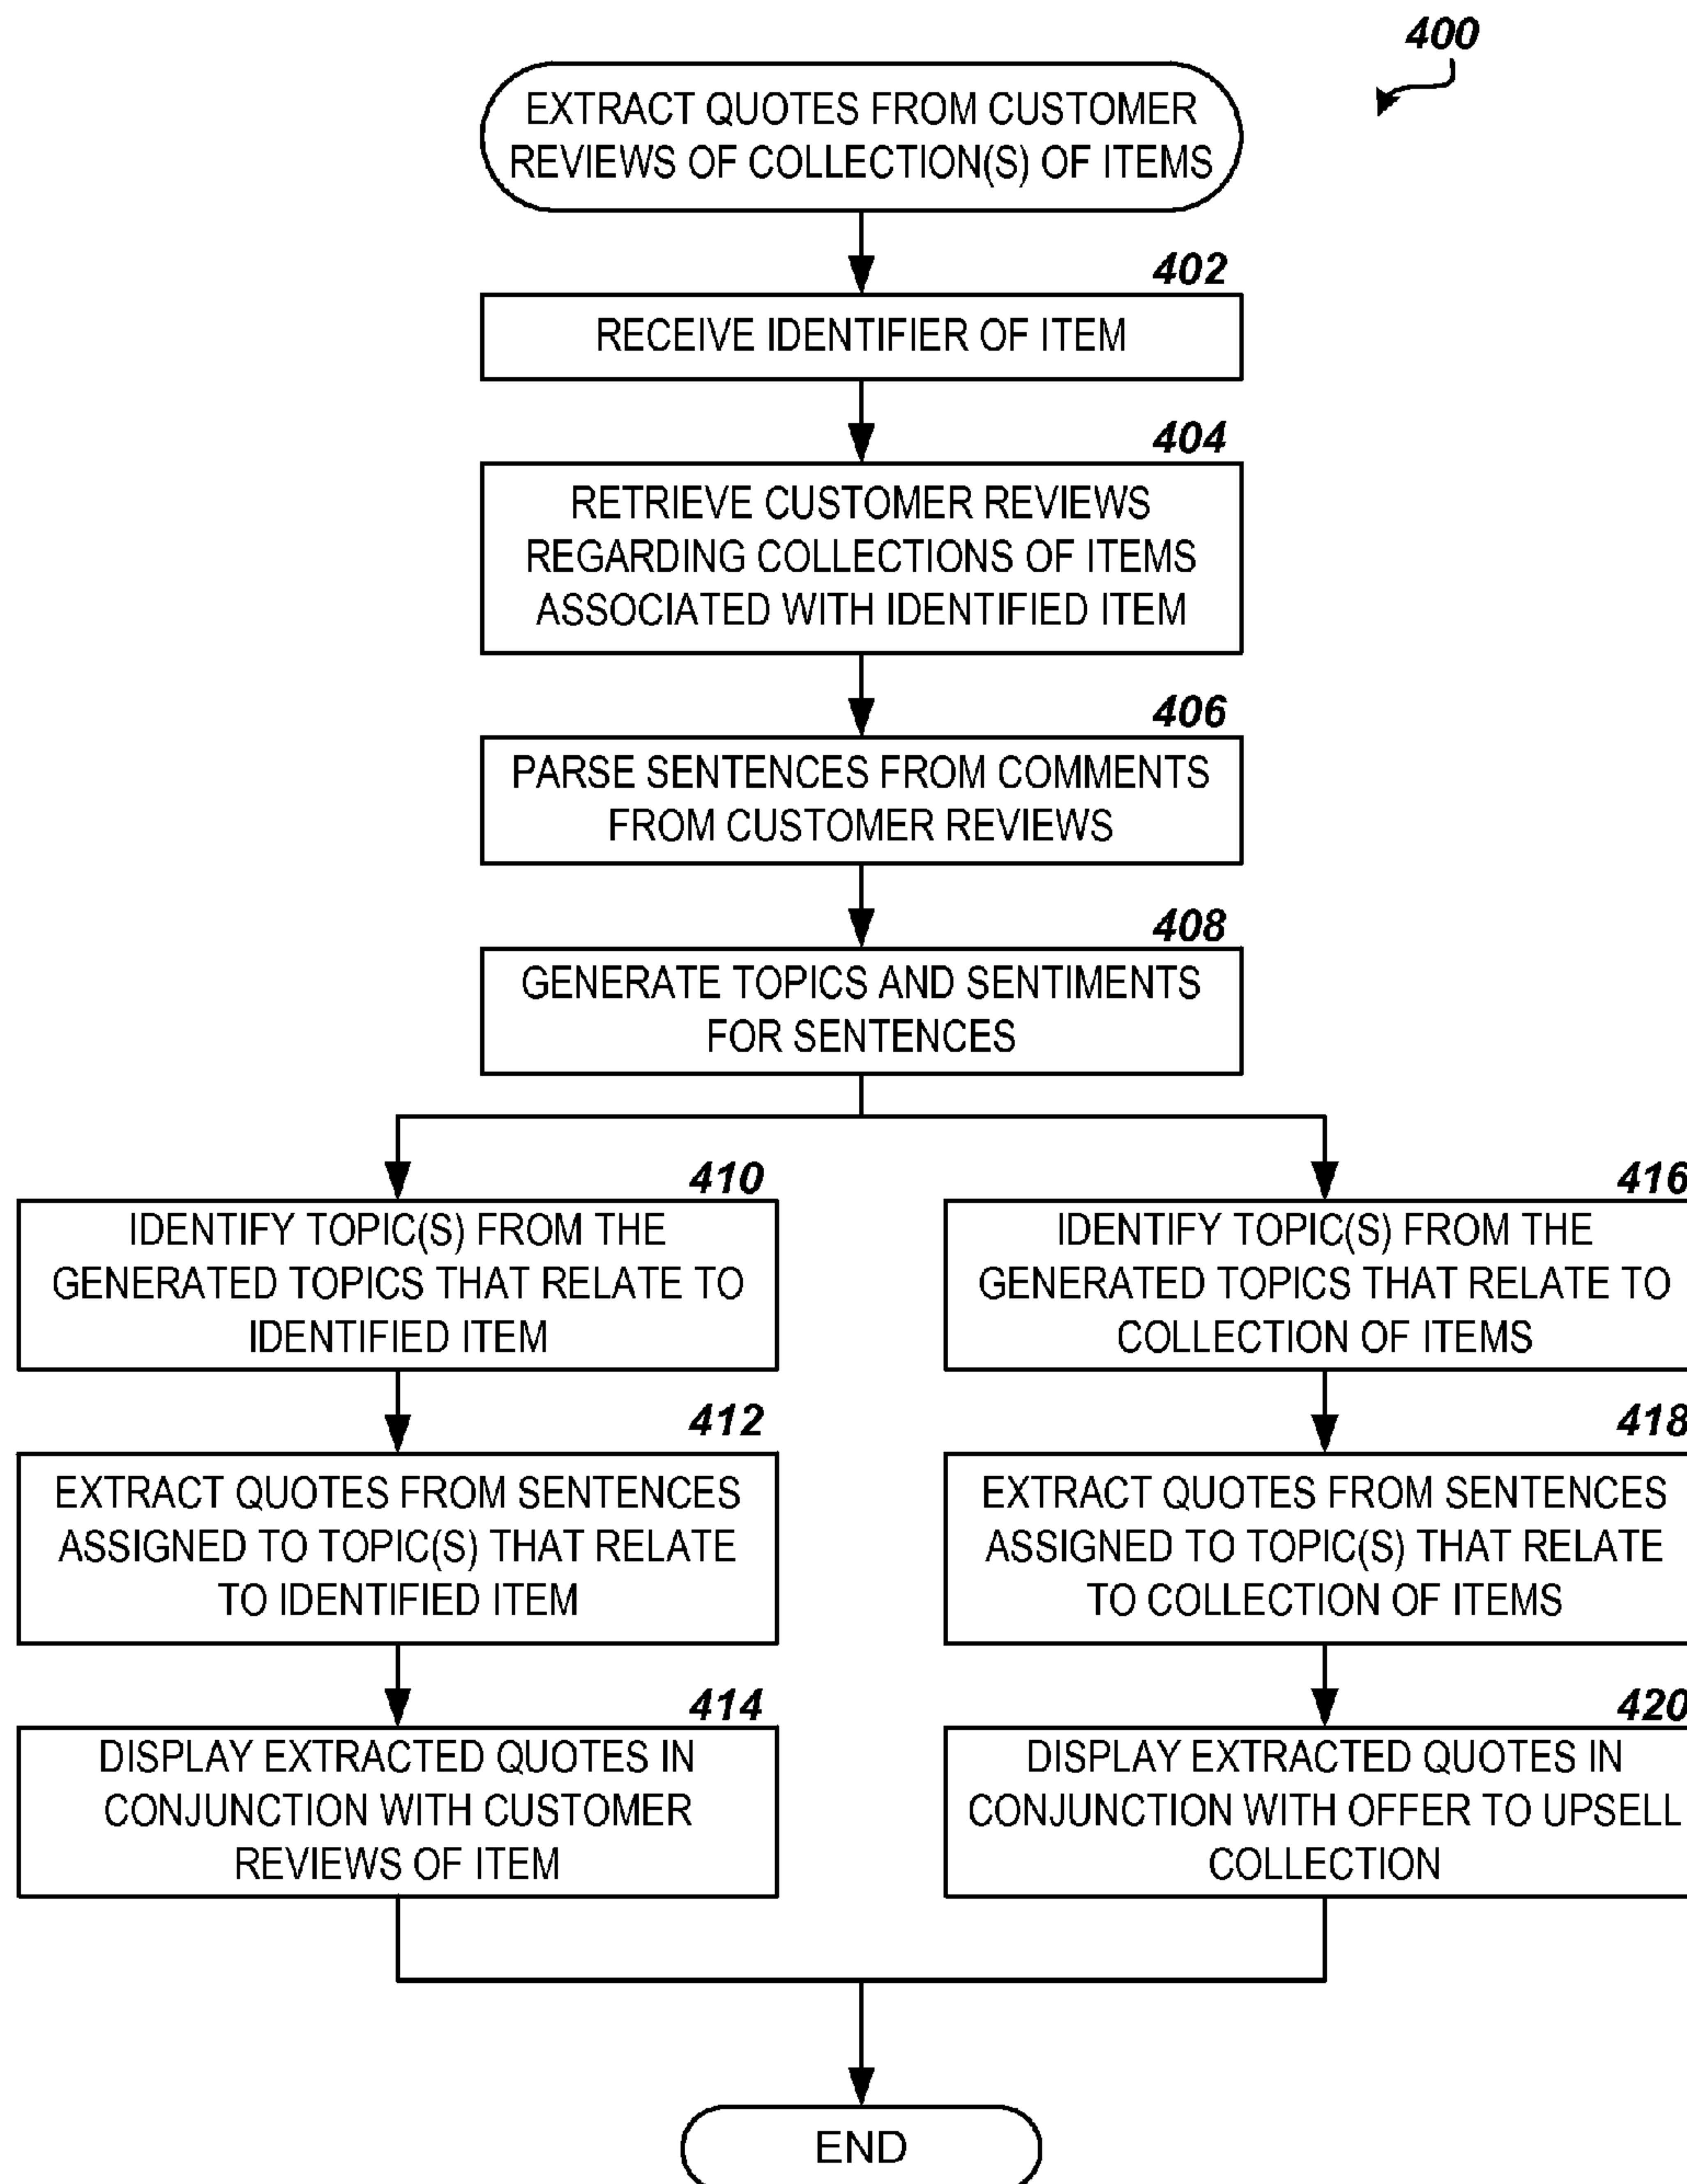 400
EXTRACT QUOTES FROM CUSTOMER
REVIEWS OF COLLECTION(S) OF ITEMS
402
RECEIVE IDENTIFIER OF ITEM
404
RETRIEVE CUSTOMER REVIEWS
REGARDING COLLECTIONS OF ITEMS
ASSOCIATED WITH IDENTIFIED ITEM
406
PARSE SENTENCES FROM COMMENTS
FROM CUSTOMER REVIEWS
408
GENERATE TOPICS AND SENTIMENTS
FOR SENTENCES
410
IDENTIFY TOPIC(S) FROM THE
GENERATED TOPICS THAT RELATE TO
IDENTIFIED ITEM
412
EXTRACT QUOTES FROM SENTENCES
ASSIGNED TO TOPIC(S) THAT RELATE
TO IDENTIFIED ITEM
414
DISPLAY EXTRACTED QUOTES IN
CONJUNCTION WITH CUSTOMER
REVIEWS OF ITEM
416
IDENTIFY TOPIC(S) FROM THE
GENERATED TOPICS THAT RELATE TO
COLLECTION OF ITEMS
418
EXTRACT QUOTES FROM SENTENCES
ASSIGNED TO TOPIC(S) THAT RELATE
TO COLLECTION OF ITEMS
420
DISPLAY EXTRACTED QUOTES IN
CONJUNCTION WITH OFFER TO UPSELL
COLLECTION
END